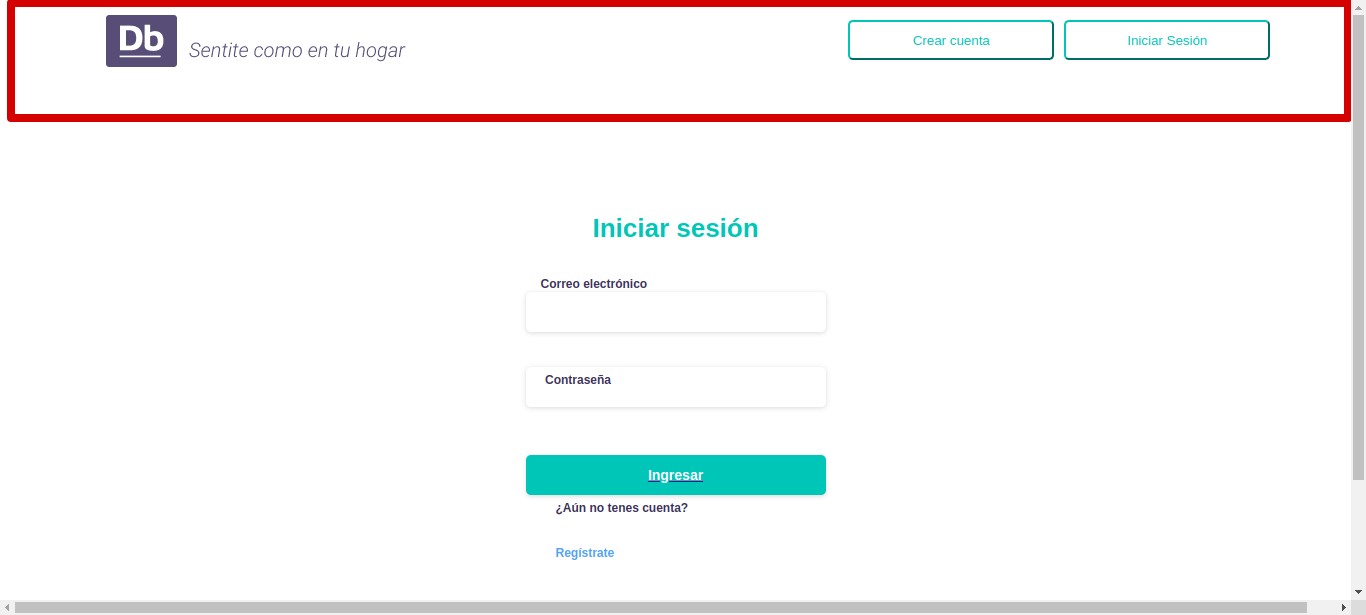 Db
Sentite como en tu hogar
Crear cuenta
Iniciar Sesión
Iniciar sesión
Correo electrónico
Contraseña
Ingresar
¿Aún no tenes cuenta?
Regístrate